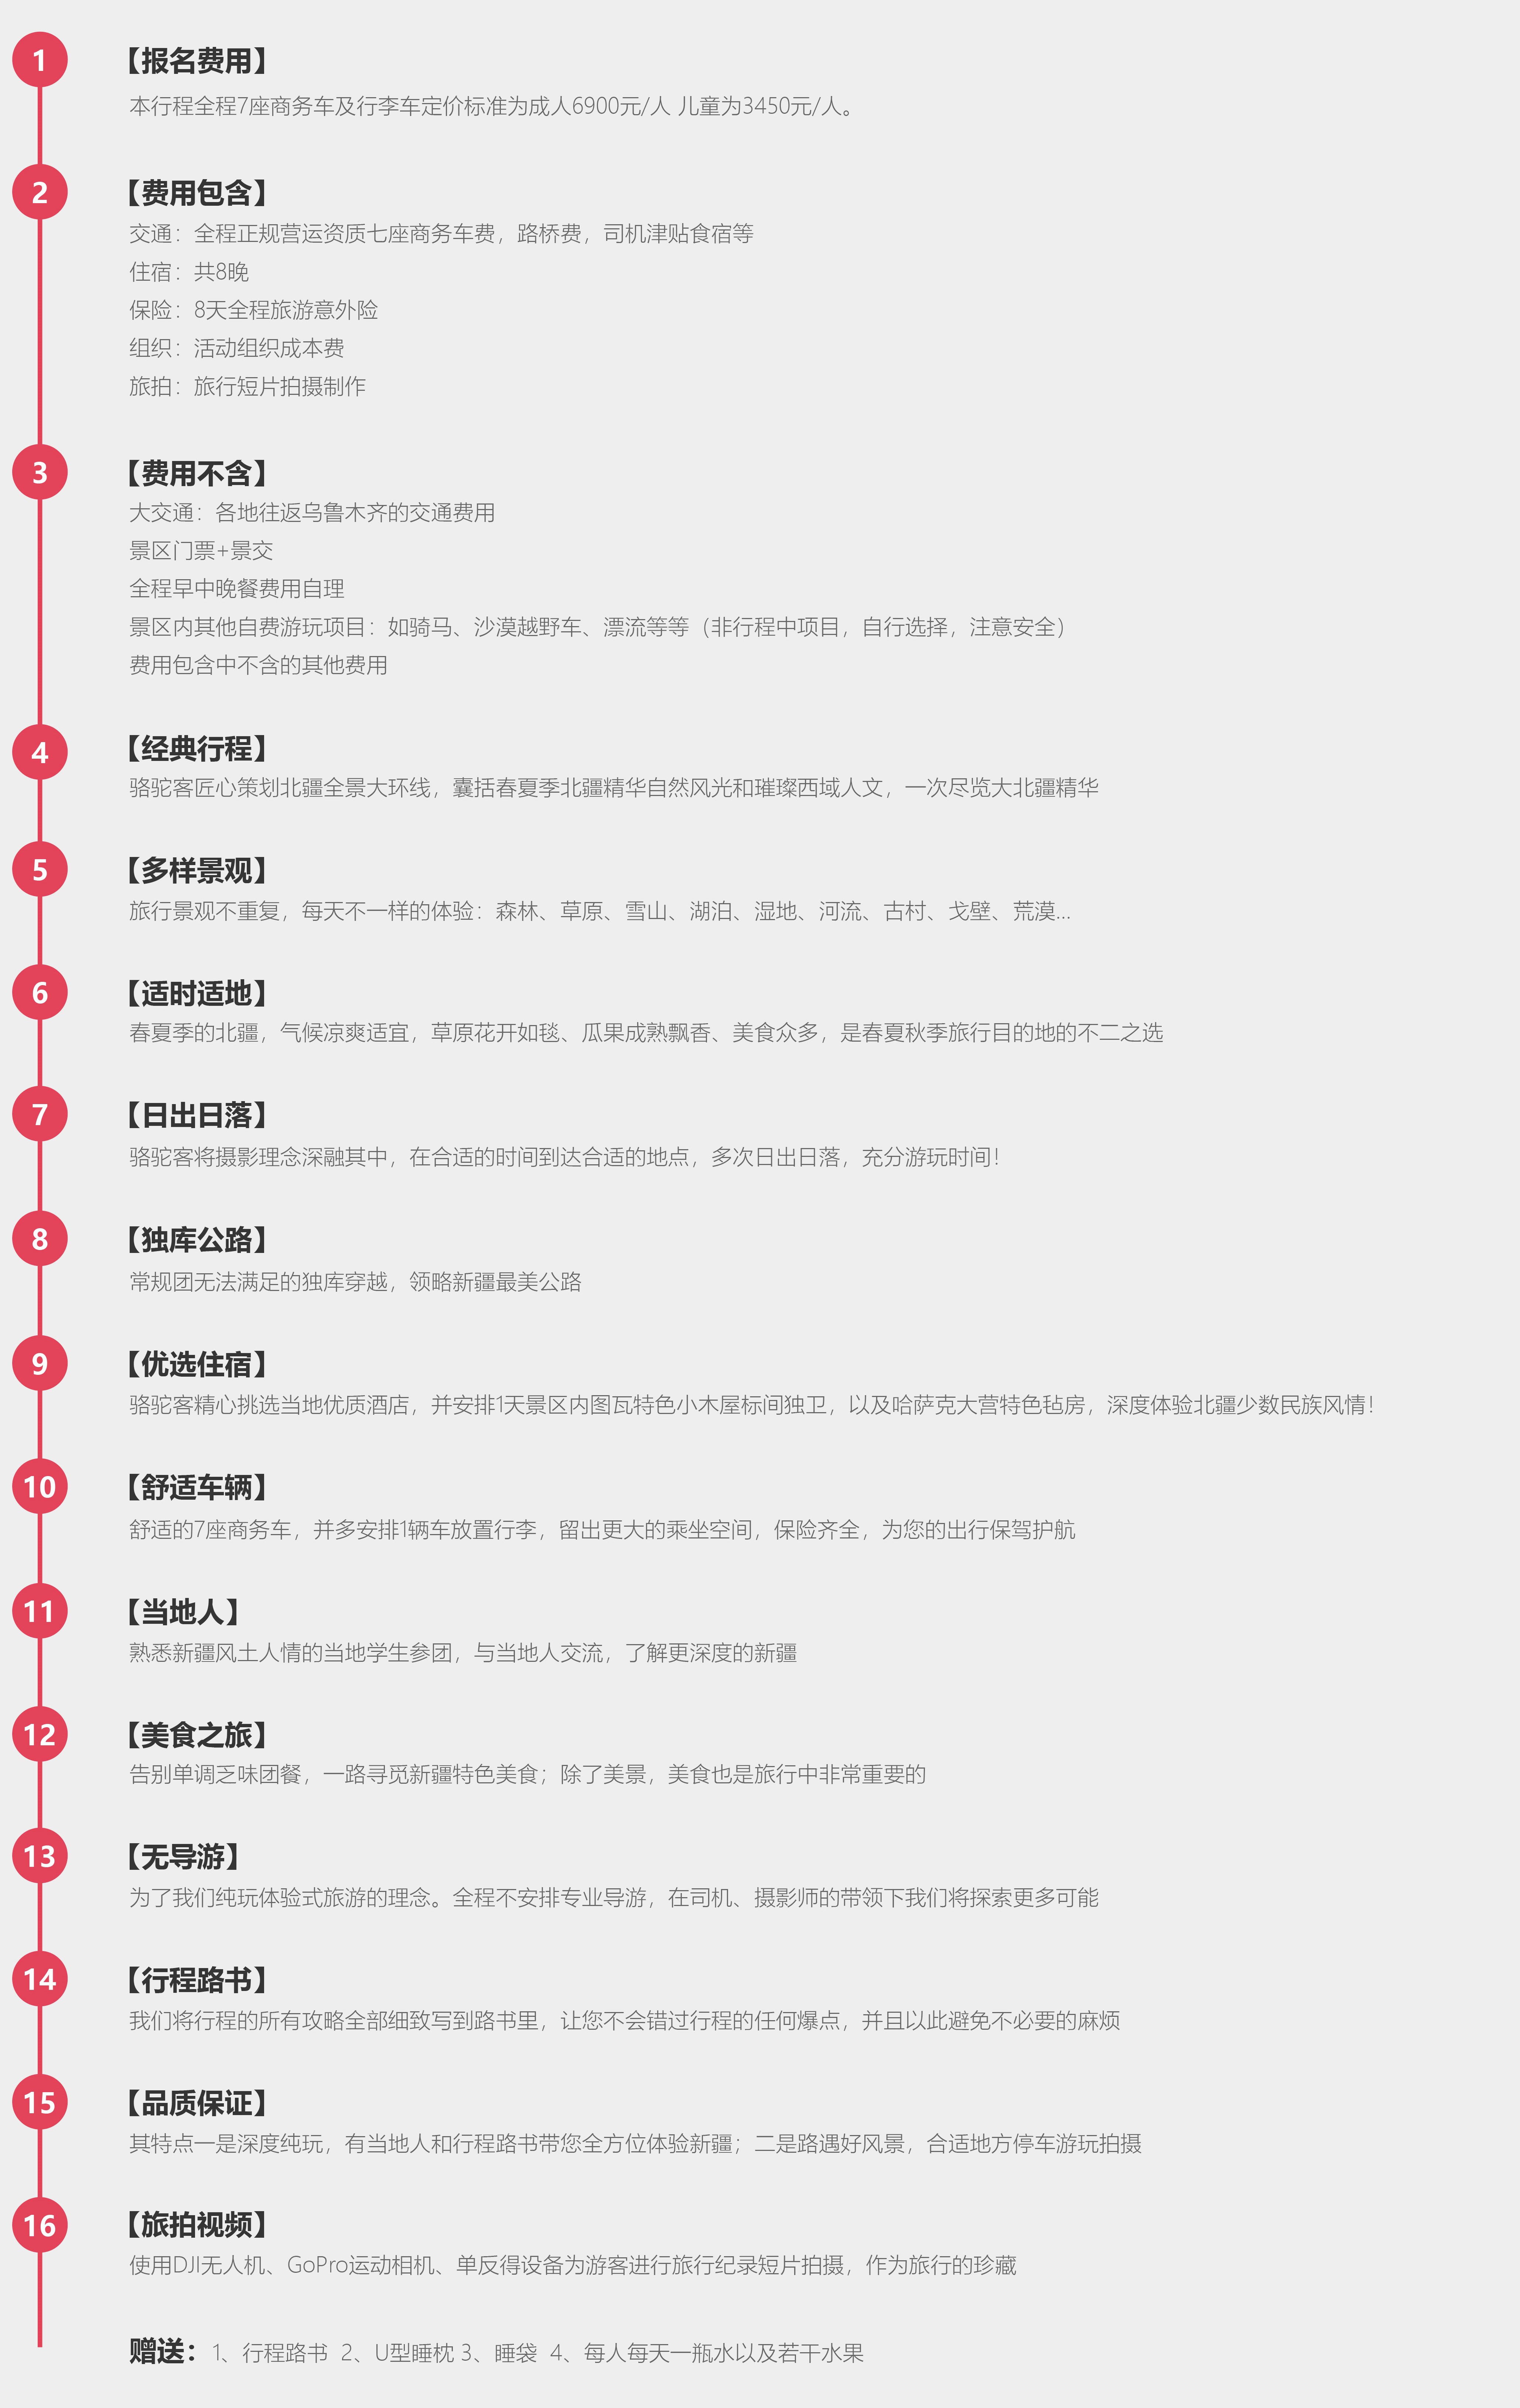 1
【报名费用】
本行程全程7座商务车及行李车定价标准为成人6900元/人 儿童为3450元/人。
2
【费用包含】
交通：全程正规营运资质七座商务车费，路桥费，司机津贴食宿等
住宿：共8晚
保险：8天全程旅游意外险
组织：活动组织成本费
旅拍：旅行短片拍摄制作
3
【费用不含】
大交通：各地往返乌鲁木齐的交通费用
景区门票+景交
全程早中晚餐费用自理
景区内其他自费游玩项目：如骑马、沙漠越野车、漂流等等（非行程中项目，自行选择，注意安全）
费用包含中不含的其他费用
4
【经典行程】
骆驼客匠心策划北疆全景大环线，囊括春夏季北疆精华自然风光和璀璨西域人文，一次尽览大北疆精华
5
【多样景观】
旅行景观不重复，每天不一样的体验：森林、草原、雪山、湖泊、湿地、河流、古村、戈壁、荒漠...
6
【适时适地】
春夏季的北疆，气候凉爽适宜，草原花开如毯、瓜果成熟飘香、美食众多，是春夏秋季旅行目的地的不二之选
7
【日出日落】
骆驼客将摄影理念深融其中，在合适的时间到达合适的地点，多次日出日落，充分游玩时间！
8
【独库公路】
常规团无法满足的独库穿越，领略新疆最美公路
9
【优选住宿】
骆驼客精心挑选当地优质酒店，并安排1天景区内图瓦特色小木屋标间独卫，以及哈萨克大营特色毡房，深度体验北疆少数民族风情！
10
【舒适车辆】
舒适的7座商务车，并多安排1辆车放置行李，留出更大的乘坐空间，保险齐全，为您的出行保驾护航
11
【当地人】
熟悉新疆风土人情的当地学生参团，与当地人交流，了解更深度的新疆
12
【美食之旅】
告别单调乏味团餐，一路寻觅新疆特色美食；除了美景，美食也是旅行中非常重要的
13
【无导游】
为了我们纯玩体验式旅游的理念。全程不安排专业导游，在司机、摄影师的带领下我们将探索更多可能
14
【行程路书】
我们将行程的所有攻略全部细致写到路书里，让您不会错过行程的任何爆点，并且以此避免不必要的麻烦
15
【品质保证】
其特点一是深度纯玩，有当地人和行程路书带您全方位体验新疆；二是路遇好风景，合适地方停车游玩拍摄
16
【旅拍视频】
使用DJI无人机、GoPro运动相机、单反得设备为游客进行旅行纪录短片拍摄，作为旅行的珍藏
赠送：1、行程路书 2、U型睡枕 3、睡袋 4、每人每天一瓶水以及若干水果